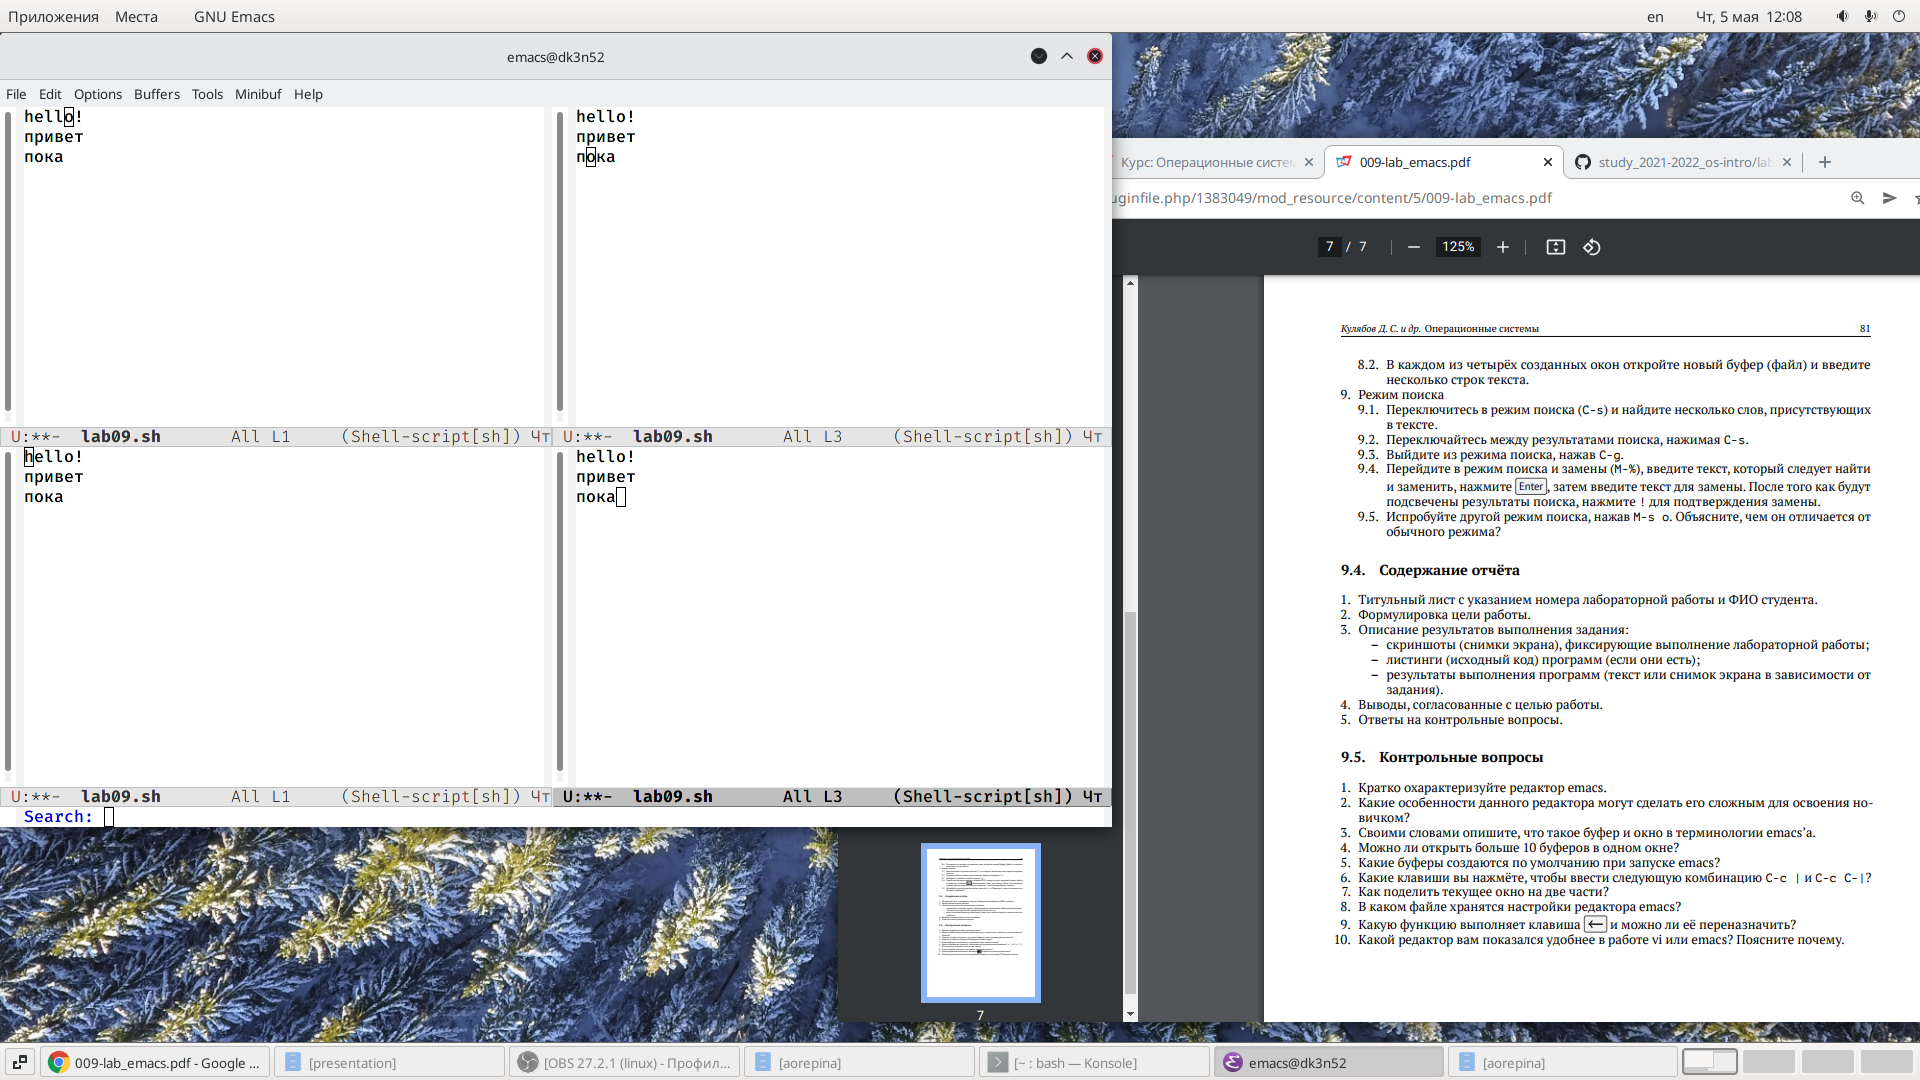 Приложения Места GNU Emacs en Чт, 5 мая 12:08
emacs@dk3n52
File Edit Options Buffers Tools Minibuf Help
hello!
привет
пока
U:**- lab09.sh All L1 (Shell-script[sh]) Чт
hello!
привет
пока
U:**- lab09.sh All L3 (Shell-script[sh]) Чт
hello!
привет
пока
U:**- lab09.sh All L1 (Shell-script[sh]) Чт
hello!
привет
пока
U:**- lab09.sh All L3 (Shell-script[sh]) Чт
Search:
Курс: Операционные систем 009-lab_emacs.pdf study_2021-2022_os-intro/lab
uginfile.php/1383049/mod_resource/content/5/009-lab_emacs.pdf
7 / 7 125%
Кулябов Д. С. и др. Операционные системы 81
8.2. В каждом из четырёх созданных окон откройте новый буфер (файл) и введите
несколько строк текста.
9. Режим поиска
9.1. Переключитесь в режим поиска (C-s) и найдите несколько слов, присутствующих
в тексте.
9.2. Переключайтесь между результатами поиска, нажимая C-s.
9.3. Выйдите из режима поиска, нажав C-g.
9.4. Перейдите в режим поиска и замены (M-%), введите текст, который следует найти
и заменить, нажмите Enter, затем введите текст для замены. После того как будут
подсвечены результаты поиска, нажмите ! для подтверждения замены.
9.5. Испробуйте другой режим поиска, нажав M-s o. Объясните, чем он отличается от
обычного режима?
9.4. Содержание отчёта
1. Титульный лист с указанием номера лабораторной работы и ФИО студента.
2. Формулировка цели работы.
3. Описание результатов выполнения задания:
– скриншоты (снимки экрана), фиксирующие выполнение лабораторной работы;
– листинги (исходный код) программ (если они есть);
– результаты выполнения программ (текст или снимок экрана в зависимости от
задания).
4. Выводы, согласованные с целью работы.
5. Ответы на контрольные вопросы.
9.5. Контрольные вопросы
1. Кратко охарактеризуйте редактор emacs.
2. Какие особенности данного редактора могут сделать его сложным для освоения но-
вичком?
3. Своими словами опишите, что такое буфер и окно в терминологии emacs’а.
4. Можно ли открыть больше 10 буферов в одном окне?
5. Какие буферы создаются по умолчанию при запуске emacs?
6. Какие клавиши вы нажмёте, чтобы ввести следующую комбинацию C-c | и C-c C-|?
7. Как поделить текущее окно на две части?
8. В каком файле хранятся настройки редактора emacs?
9. Какую функцию выполняет клавиша ← и можно ли её переназначить?
10. Какой редактор вам показался удобнее в работе vi или emacs? Поясните почему.
7
009-lab_emacs.pdf - Google ... [presentation] [OBS 27.2.1 (linux) - Профил... [aorepina] [~ : bash — Konsole] emacs@dk3n52 [aorepina]